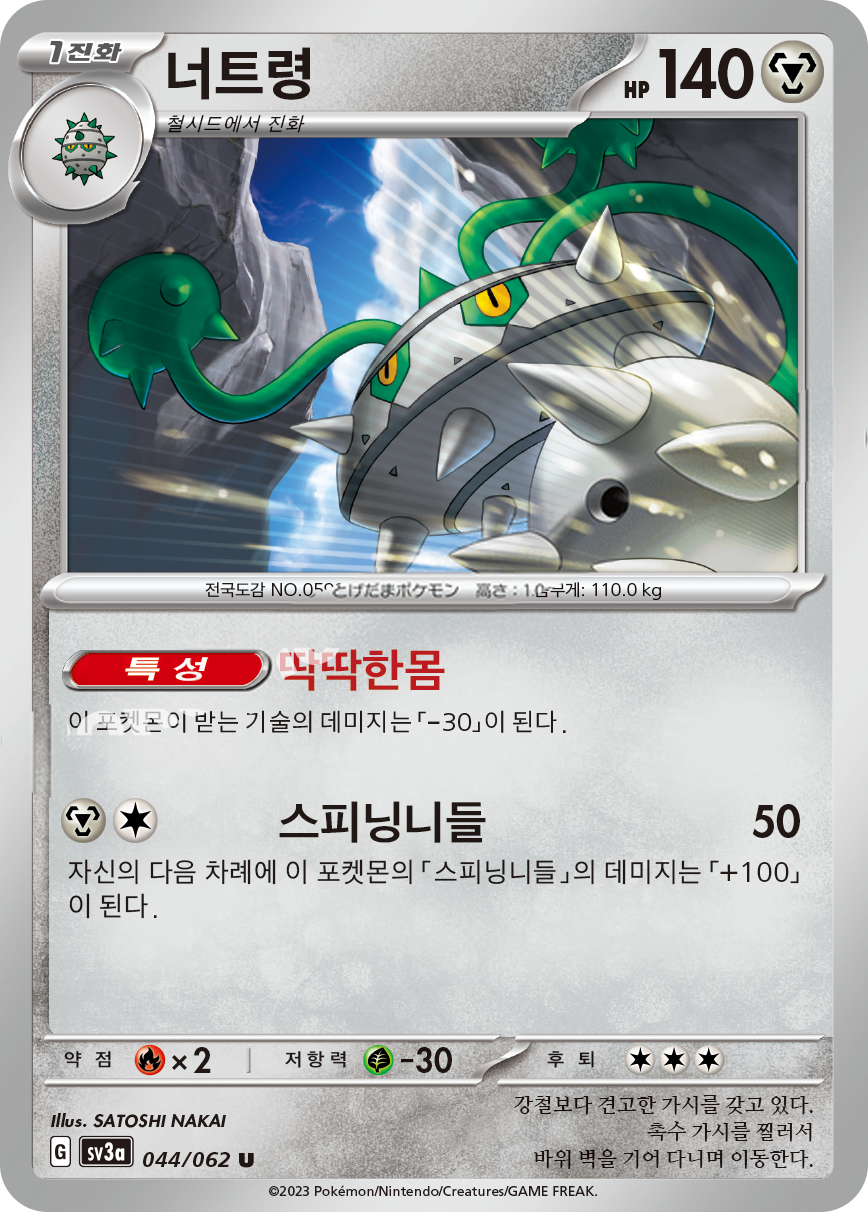 1진화
너트령
HP 140
철시드에서 진화
전국도감 NO.059 とげだまポケモン 高さ:1.0 무게: 110.0 kg
특성 딱딱한몸
이 포켓몬이 받는 기술의 데미지는 「-30」이 된다.
스피닝니들 50
자신의 다음 차례에 이 포켓몬의 「스피닝니들」의 데미지는 「+100」
이 된다.
약점 ×2 저항력 -30 후퇴
강철보다 견고한 가시를 갖고 있다.
촉수 가시를 찔러서
바위 벽을 기어 다니며 이동한다.
Illus. SATOSHI NAKAI
G sv3a 044/062 U
©2023 Pokémon/Nintendo/Creatures/GAME FREAK.